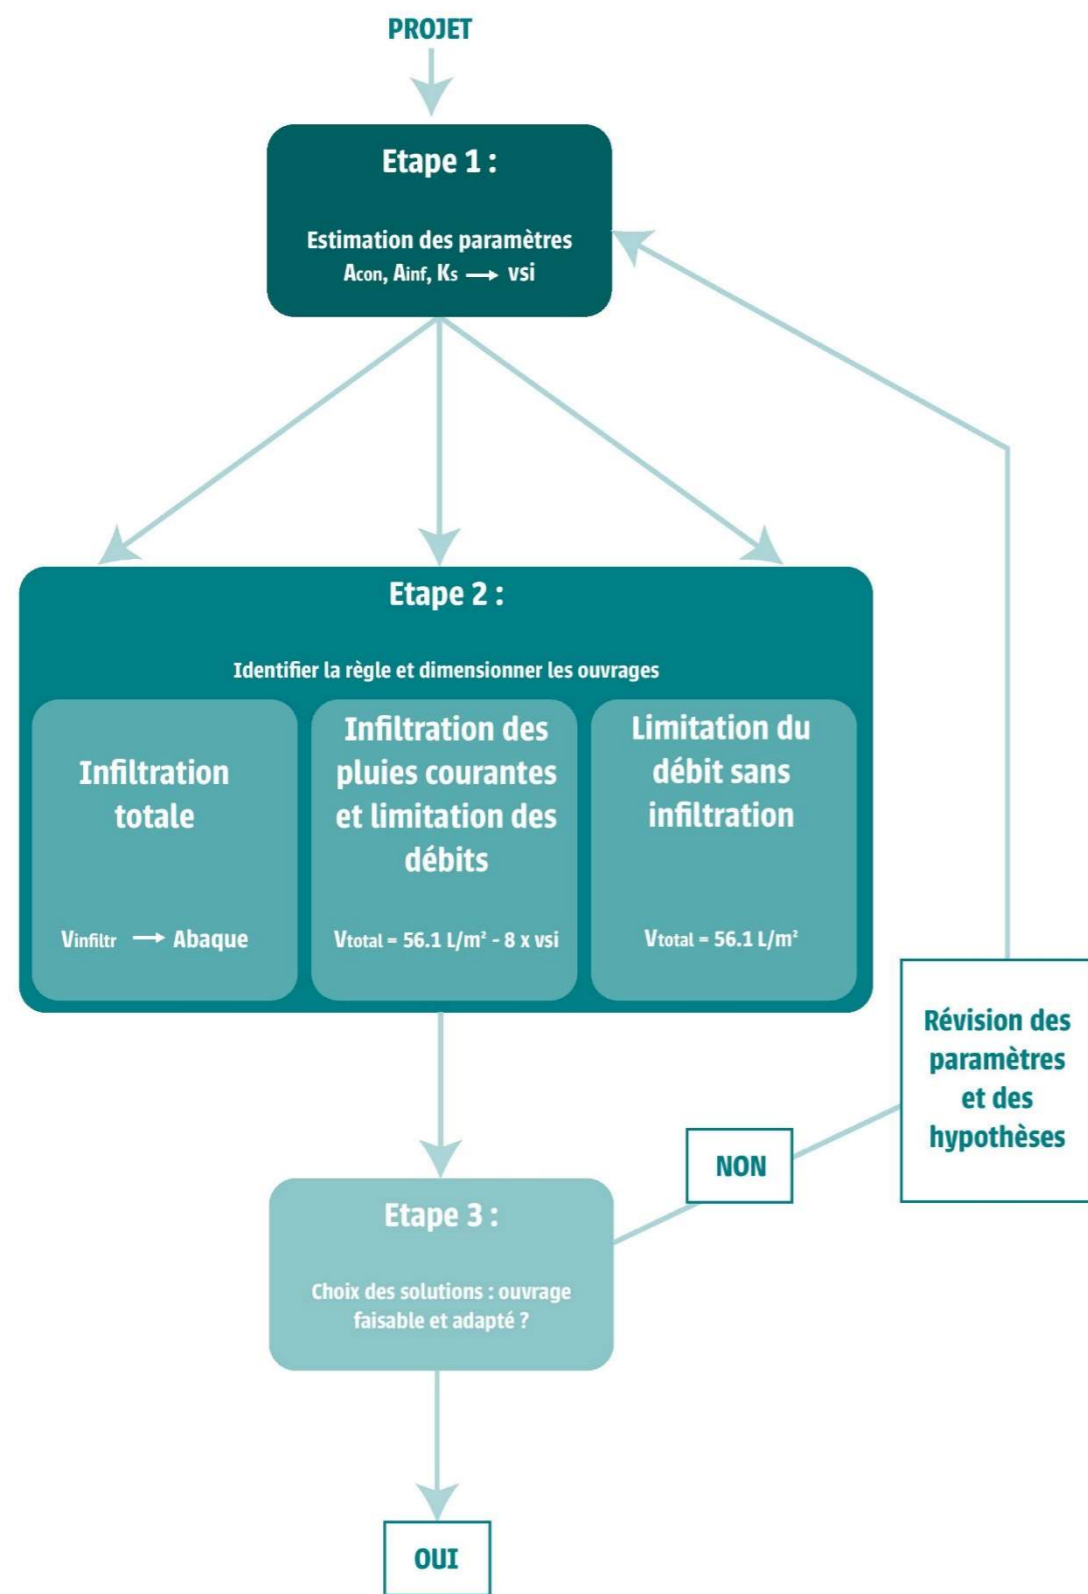 PROJET
Etape 1 :
Estimation des paramètres
Acon, Ainf, Ks → vsi
Etape 2 :
Identifier la règle et dimensionner les ouvrages
Infiltration
totale
Vinfiltr → Abaque
Infiltration des
pluies courantes
et limitation des
débits
Vtotal = 56.1 L/m² - 8 x vsi
Limitation du
débit sans
infiltration
Vtotal = 56.1 L/m²
Révision des
paramètres
et des
hypothèses
NON
Etape 3 :
Choix des solutions : ouvrage
faisable et adapté ?
OUI